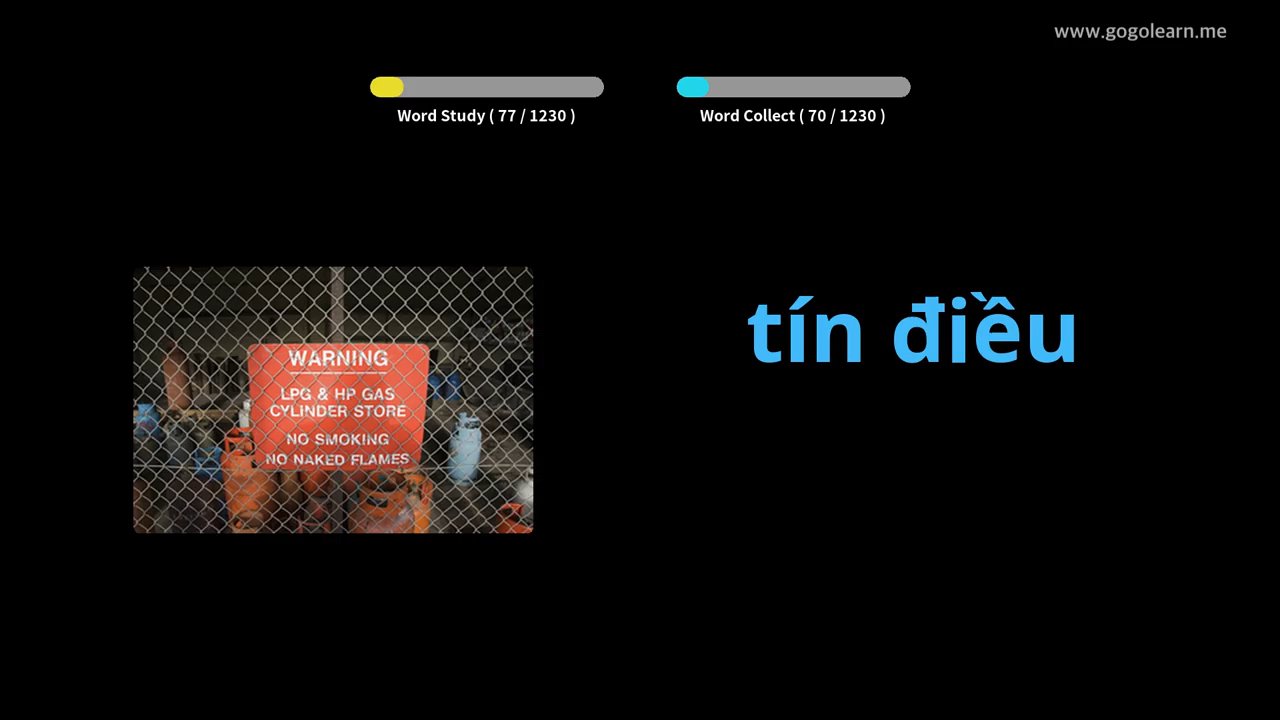 www.gogolearn.me
Word Study ( 77 / 1230 )
Word Collect ( 70 / 1230 )
tín điều
WARNING
LPG & HP GAS
CYLINDER STORE
NO SMOKING
NO NAKED FLAMES